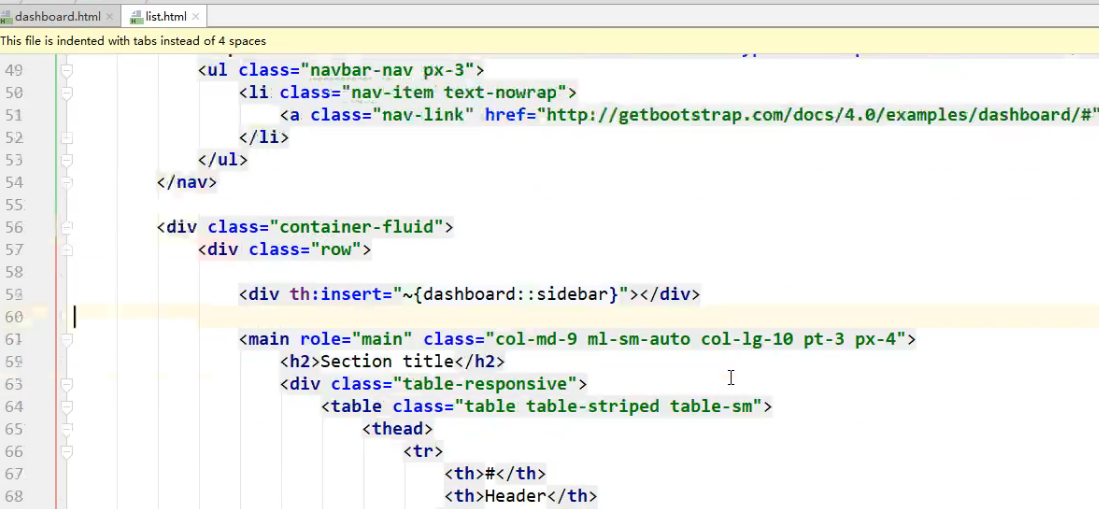 dashboard.html list.html
This file is indented with tabs instead of 4 spaces
49 <ul class="navbar-nav px-3">
50 <li class="nav-item text-nowrap">
51 <a class="nav-link" href="http://getbootstrap.com/docs/4.0/examples/dashboard/#"
52 </li>
53 </ul>
54 </nav>
55
56 <div class="container-fluid">
57 <div class="row">
58
59 <div th:insert="~{dashboard::sidebar}"></div>
60
61 <main role="main" class="col-md-9 ml-sm-auto col-lg-10 pt-3 px-4">
<h2>Section title</h2>
63 <div class="table-responsive">
64 <table class="table table-striped table-sm">
65 <thead>
66 <tr>
67 <th>#</th>
68 <th>Header</th>